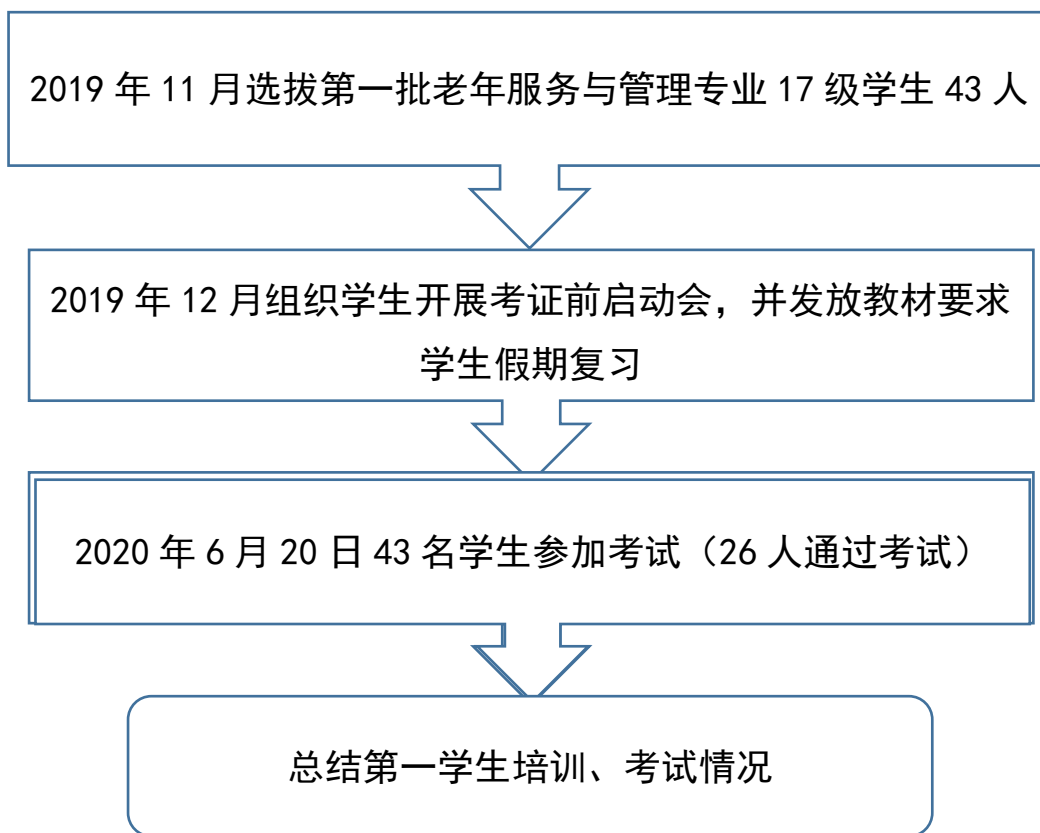 2019 年 11 月选拔第一批老年服务与管理专业 17 级学生 43 人
2019 年 12 月组织学生开展考证前启动会，并发放教材要求
学生假期复习
2020 年 6 月 20 日 43 名学生参加考试（26 人通过考试）
总结第一学生培训、考试情况